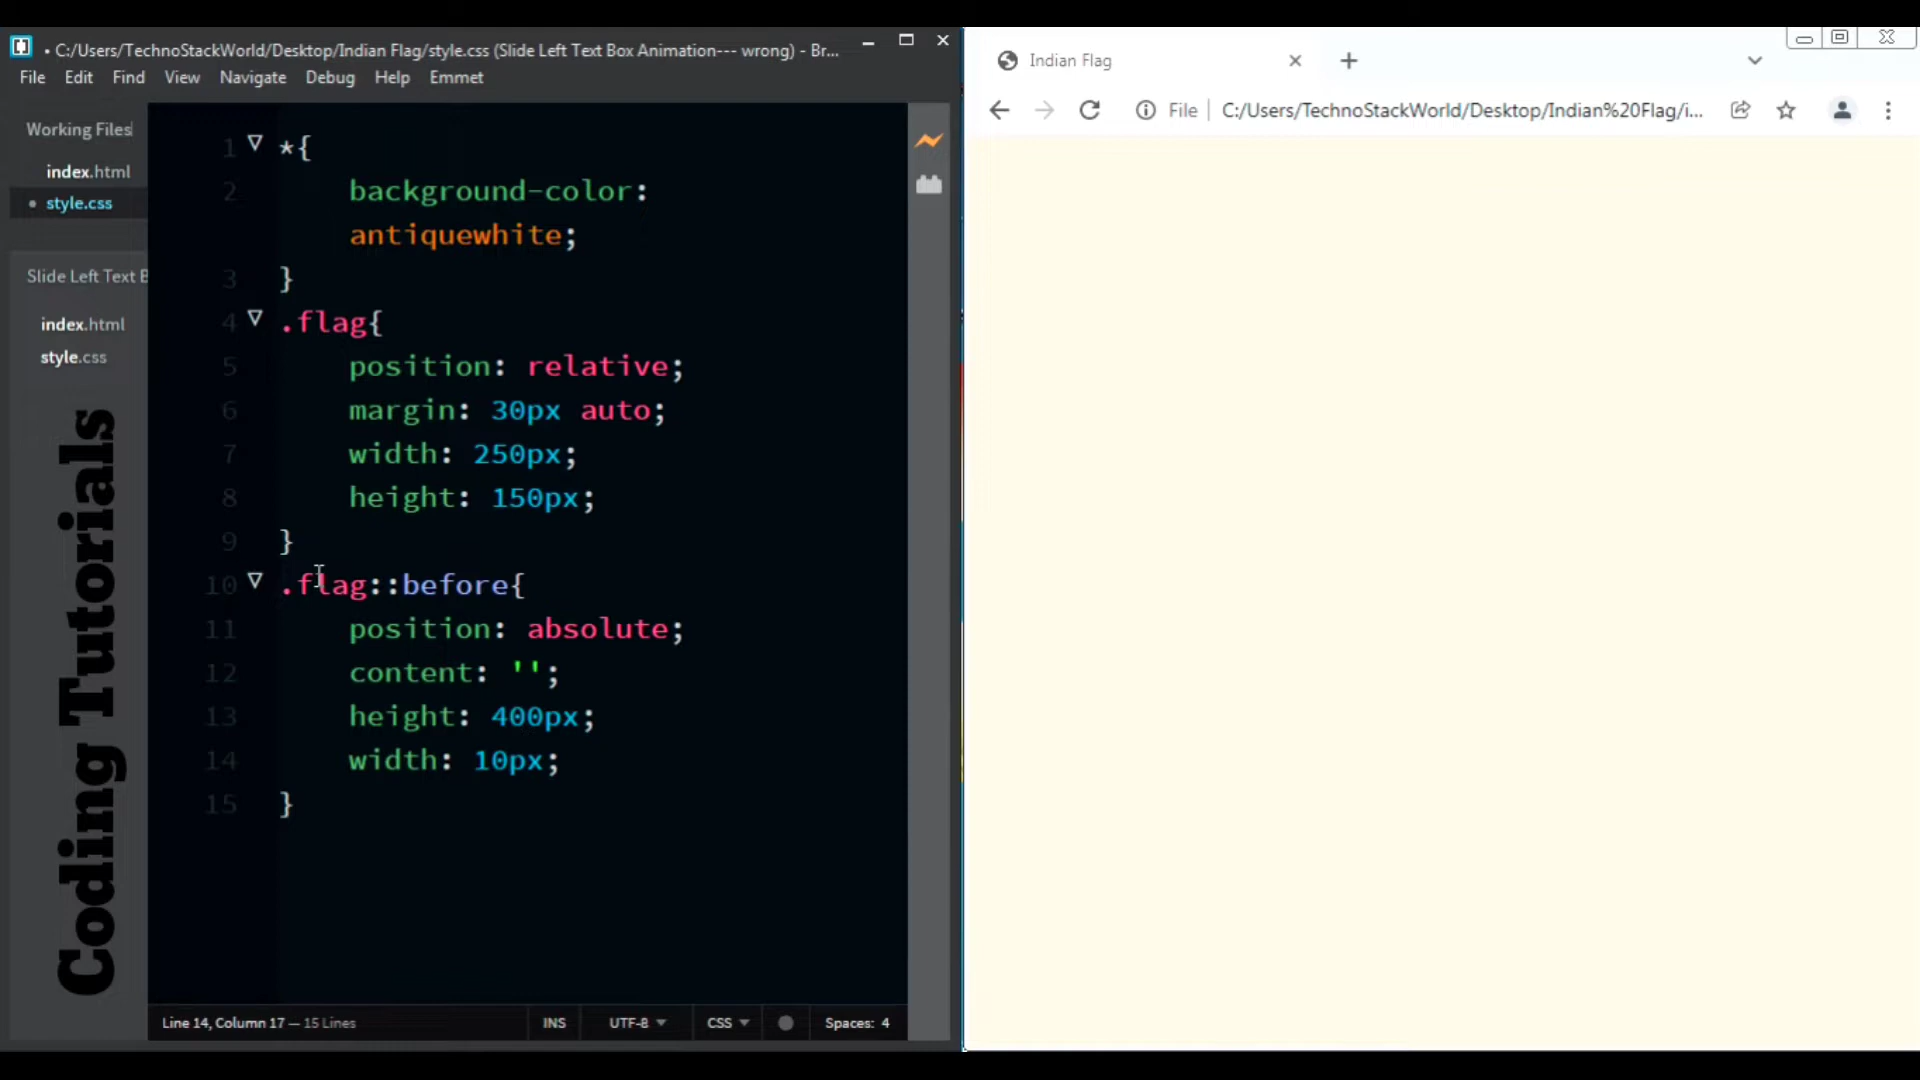 • C:/Users/TechnoStackWorld/Desktop/Indian Flag/style.css (Slide Left Text Box Animation--- wrong) - Br...
File Edit Find View Navigate Debug Help Emmet
Working Files
index.html
• style.css
Slide Left Text B
index.html
style.css
Coding Tutorials
1 *{
2 background-color:
antiquewhite;
3 }
4 .flag{
5 position: relative;
6 margin: 30px auto;
7 width: 250px;
8 height: 150px;
9 }
10 .flag::before{
11 position: absolute;
12 content: '';
13 height: 400px;
14 width: 10px;
15 }
Line 14, Column 17 — 15 Lines INS UTF-8 CSS Spaces: 4
Indian Flag
File | C:/Users/TechnoStackWorld/Desktop/Indian%20Flag/i...